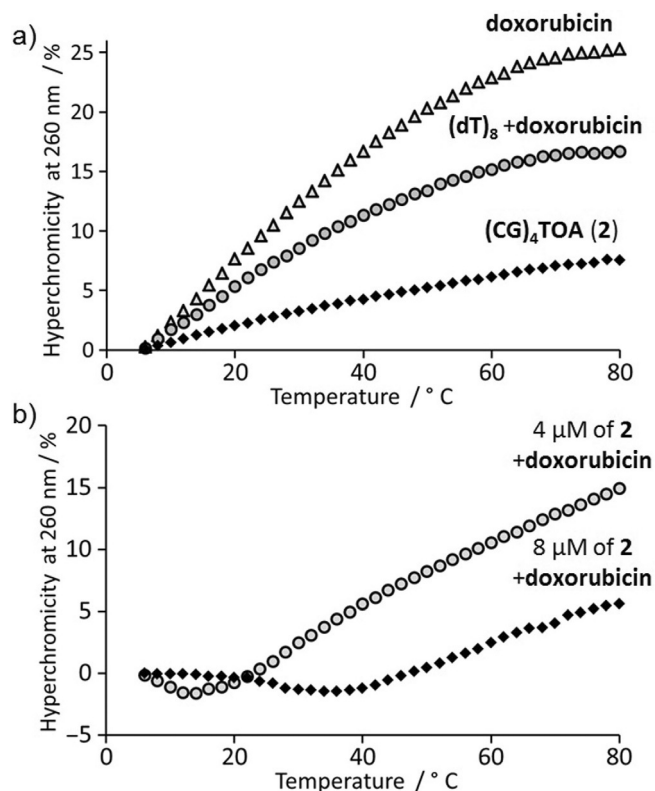 a)
Hyperchromicity at 260 nm / %
25
20
15
10
5
0
doxorubicin
(dT)₈ +doxorubicin
(CG)₄TOA (2)
0 20 40 60 80
Temperature / ° C
b)
Hyperchromicity at 260 nm / %
20
15
10
5
0
−5
4 µM of 2
+doxorubicin
8 µM of 2
+doxorubicin
0 20 40 60 80
Temperature / ° C